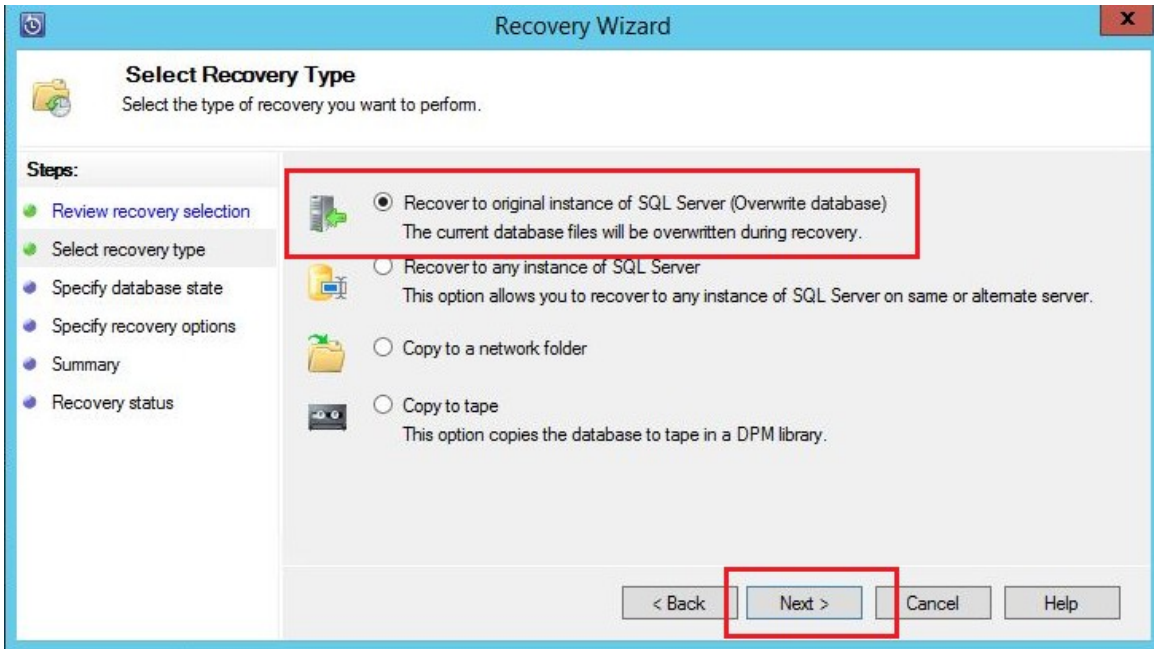 Recovery Wizard
x
Select Recovery Type
Select the type of recovery you want to perform.
Steps:
Review recovery selection
Select recovery type
Specify database state
Specify recovery options
Summary
Recovery status
Recover to original instance of SQL Server (Overwrite database)
The current database files will be overwritten during recovery.
Recover to any instance of SQL Server
This option allows you to recover to any instance of SQL Server on same or alternate server.
Copy to a network folder
Copy to tape
This option copies the database to tape in a DPM library.
< Back
Next >
Cancel
Help